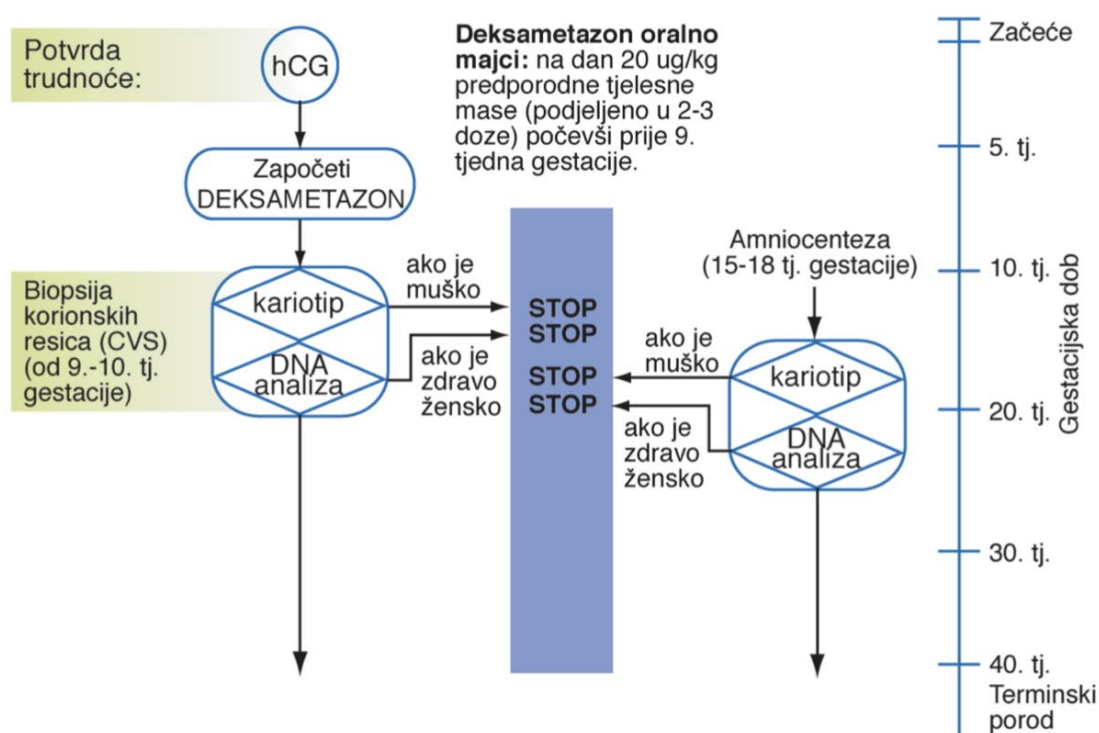 Potvrda
trudnoće:
hCG
Započeti
DEKSAMETAZON
Deksametazon oralno
majci: na dan 20 ug/kg
predporodne tjelesne
mase (podjeljeno u 2-3
doze) počevši prije 9.
tjedna gestacije.
Biopsija
korionskih
resica (CVS)
(od 9.-10. tj.
gestacije)
kariotip
DNA
analiza
ako je
muško
ako je
zdravo
žensko
STOP
STOP
STOP
STOP
Amniocenteza
(15-18 tj. gestacije)
ako je
muško
ako je
zdravo
žensko
kariotip
DNA
analiza
Začeće
5. tj.
10. tj.
20. tj.
30. tj.
40. tj.
Terminski
porod
Gestacijska dob